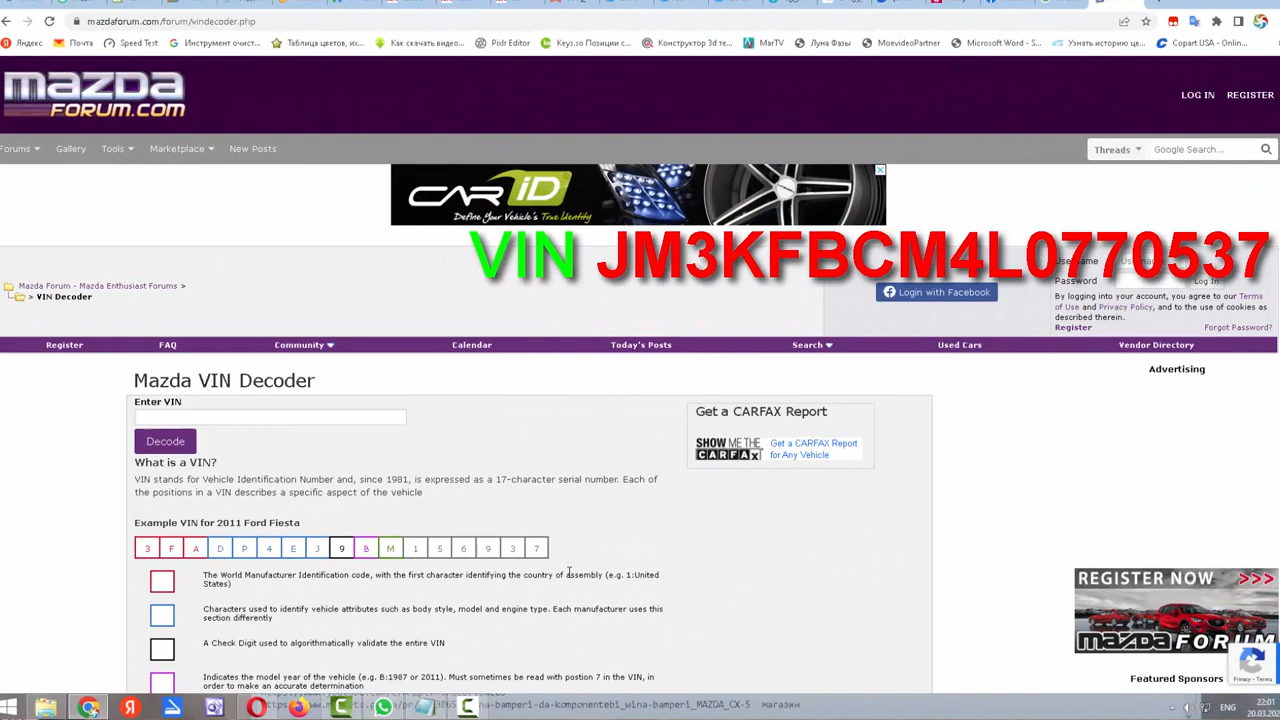 mazdaforum.com/forum/vindecoder.php
Яндекс
Почта
Speed Test
Инструмент очист...
Таблица цветов, их...
Как скачать видео...
Pixlr Editor
Keys.so Позиции с...
Конструктор 3d те...
MarTV
Луна Фазы
MoevideoPartner
Microsoft Word - S...
Узнать историю це...
Copart USA - Onlin...
mazda
FORUM.COM
LOG IN
REGISTER
Forums
Gallery
Tools
Marketplace
New Posts
Threads
Google Search...
CAR iD
Define Your Vehicle's True Identity
VIN JM3KFBCM4L0770537
Mazda Forum - Mazda Enthusiast Forums >
> VIN Decoder
Login with Facebook
Password
Log In
By logging into your account, you agree to our Terms
of Use and Privacy Policy, and to the use of cookies as
described therein.
Register
Forgot Password?
Register
FAQ
Community
Calendar
Today's Posts
Search
Used Cars
Vendor Directory
Advertising
Mazda VIN Decoder
Enter VIN
Decode
Get a CARFAX Report
SHOW ME THE
CARFAX
Get a CARFAX Report
for Any Vehicle
What is a VIN?
VIN stands for Vehicle Identification Number and, since 1981, is expressed as a 17-character serial number. Each of
the positions in a VIN describes a specific aspect of the vehicle
Example VIN for 2011 Ford Fiesta
3 F A D P 4 E J 9 B M 1 5 6 9 3 7
The World Manufacturer Identification code, with the first character identifying the country of assembly (e.g. 1:United
States)
Characters used to identify vehicle attributes such as body style, model and engine type. Each manufacturer uses this
section differently
A Check Digit used to algorithmically validate the entire VIN
Indicates the model year of the vehicle (e.g. B:1987 or 2011). Must sometimes be read with postion 7 in the VIN, in
order to make an accurate determination
REGISTER NOW >>>
mazda FORUM
Privacy - Terms
Featured Sponsors
магазин
ENG
22:01
20.03.20